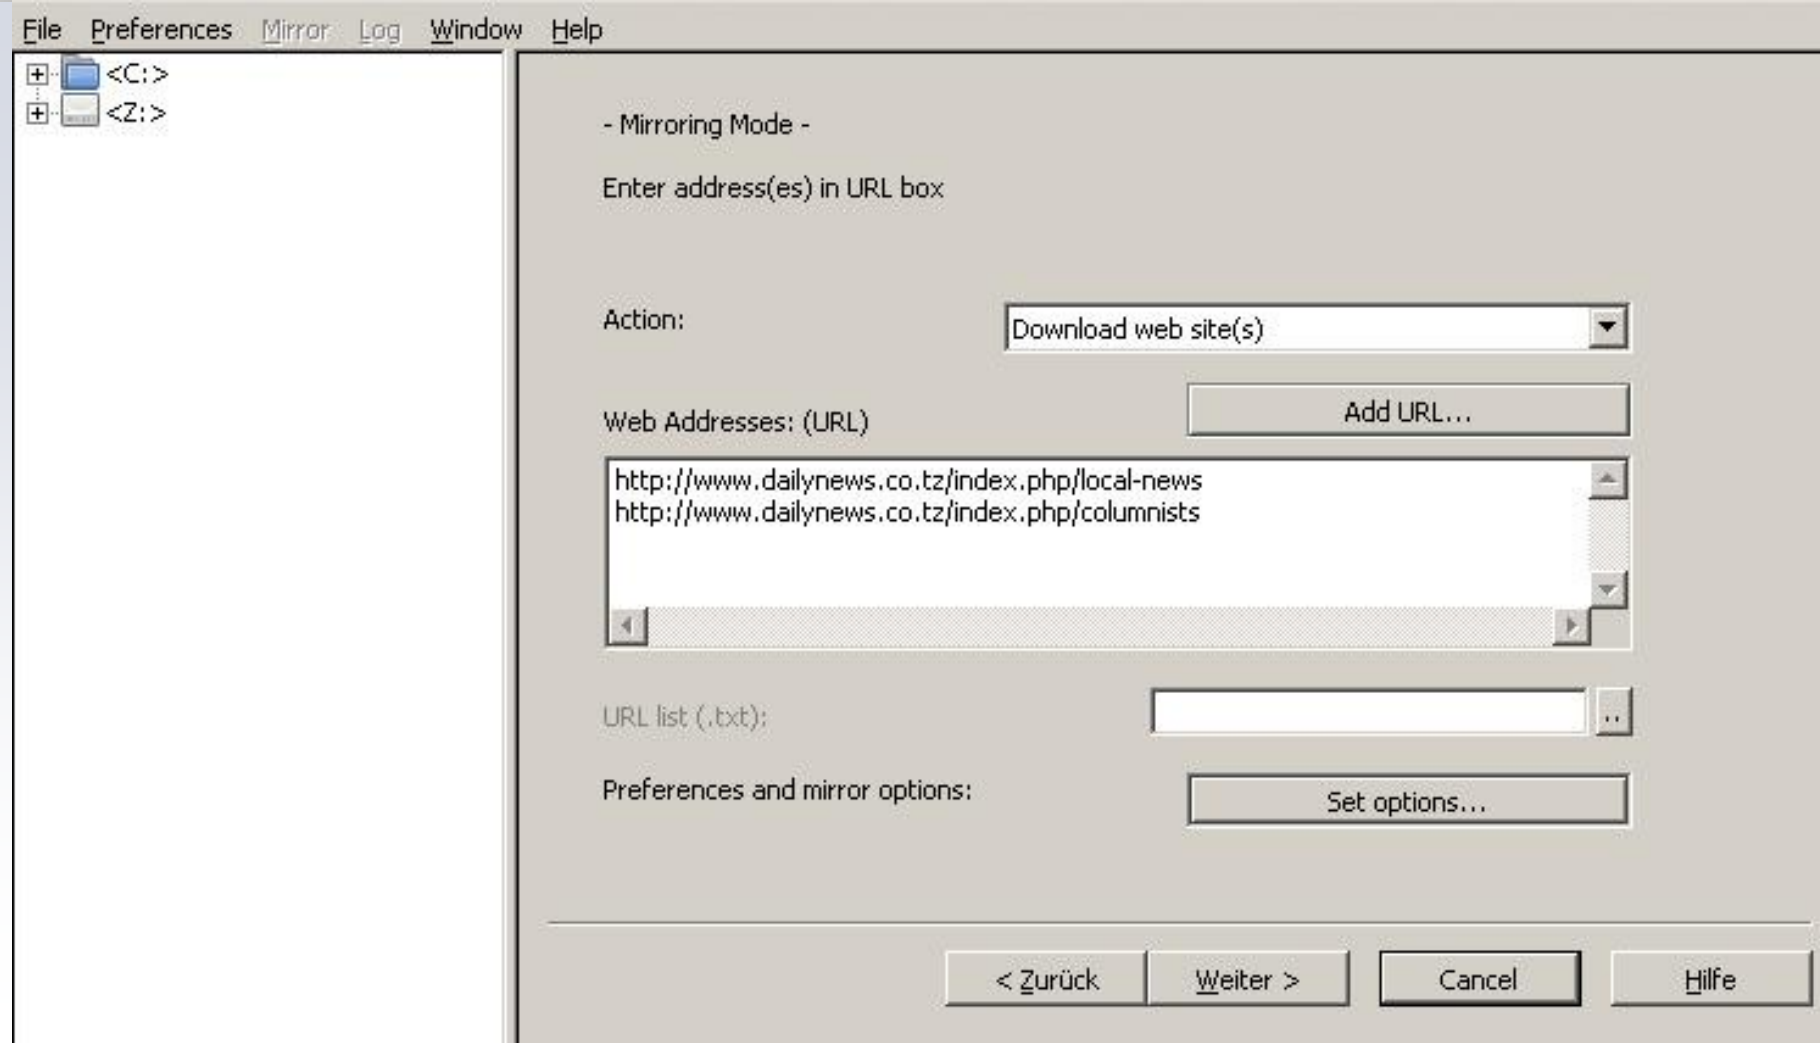 File Preferences Mirror Log Window Help
<C:>
<Z:>
- Mirroring Mode -
Enter address(es) in URL box
Action:
Download web site(s)
Web Addresses: (URL)
Add URL...
http://www.dailynews.co.tz/index.php/local-news
http://www.dailynews.co.tz/index.php/columnists
URL list (.txt):
..
Preferences and mirror options:
Set options...
< Zurück
Weiter >
Cancel
Hilfe